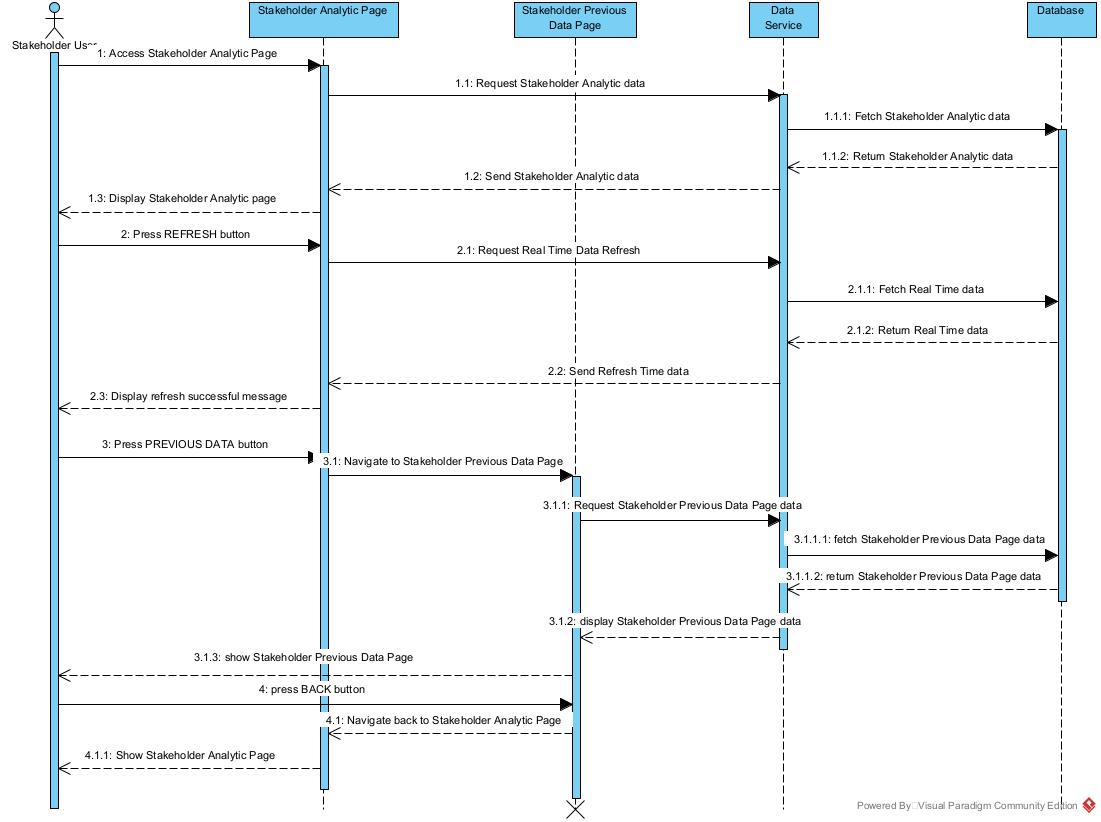 Stakeholder Analytic Page
Stakeholder Previous
Data Page
Data
Service
Database
Stakeholder User
1: Access Stakeholder Analytic Page
1.1: Request Stakeholder Analytic data
1.1.1: Fetch Stakeholder Analytic data
1.1.2: Return Stakeholder Analytic data
1.2: Send Stakeholder Analytic data
1.3: Display Stakeholder Analytic page
2: Press REFRESH button
2.1: Request Real Time Data Refresh
2.1.1: Fetch Real Time data
2.1.2: Return Real Time data
2.2: Send Refresh Time data
2.3: Display refresh successful message
3: Press PREVIOUS DATA button
3.1: Navigate to Stakeholder Previous Data Page
3.1.1: Request Stakeholder Previous Data Page data
3.1.1.1: fetch Stakeholder Previous Data Page data
3.1.1.2: return Stakeholder Previous Data Page data
3.1.2: display Stakeholder Previous Data Page data
3.1.3: show Stakeholder Previous Data Page
4: press BACK button
4.1: Navigate back to Stakeholder Analytic Page
4.1.1: Show Stakeholder Analytic Page
Powered By Visual Paradigm Community Edition